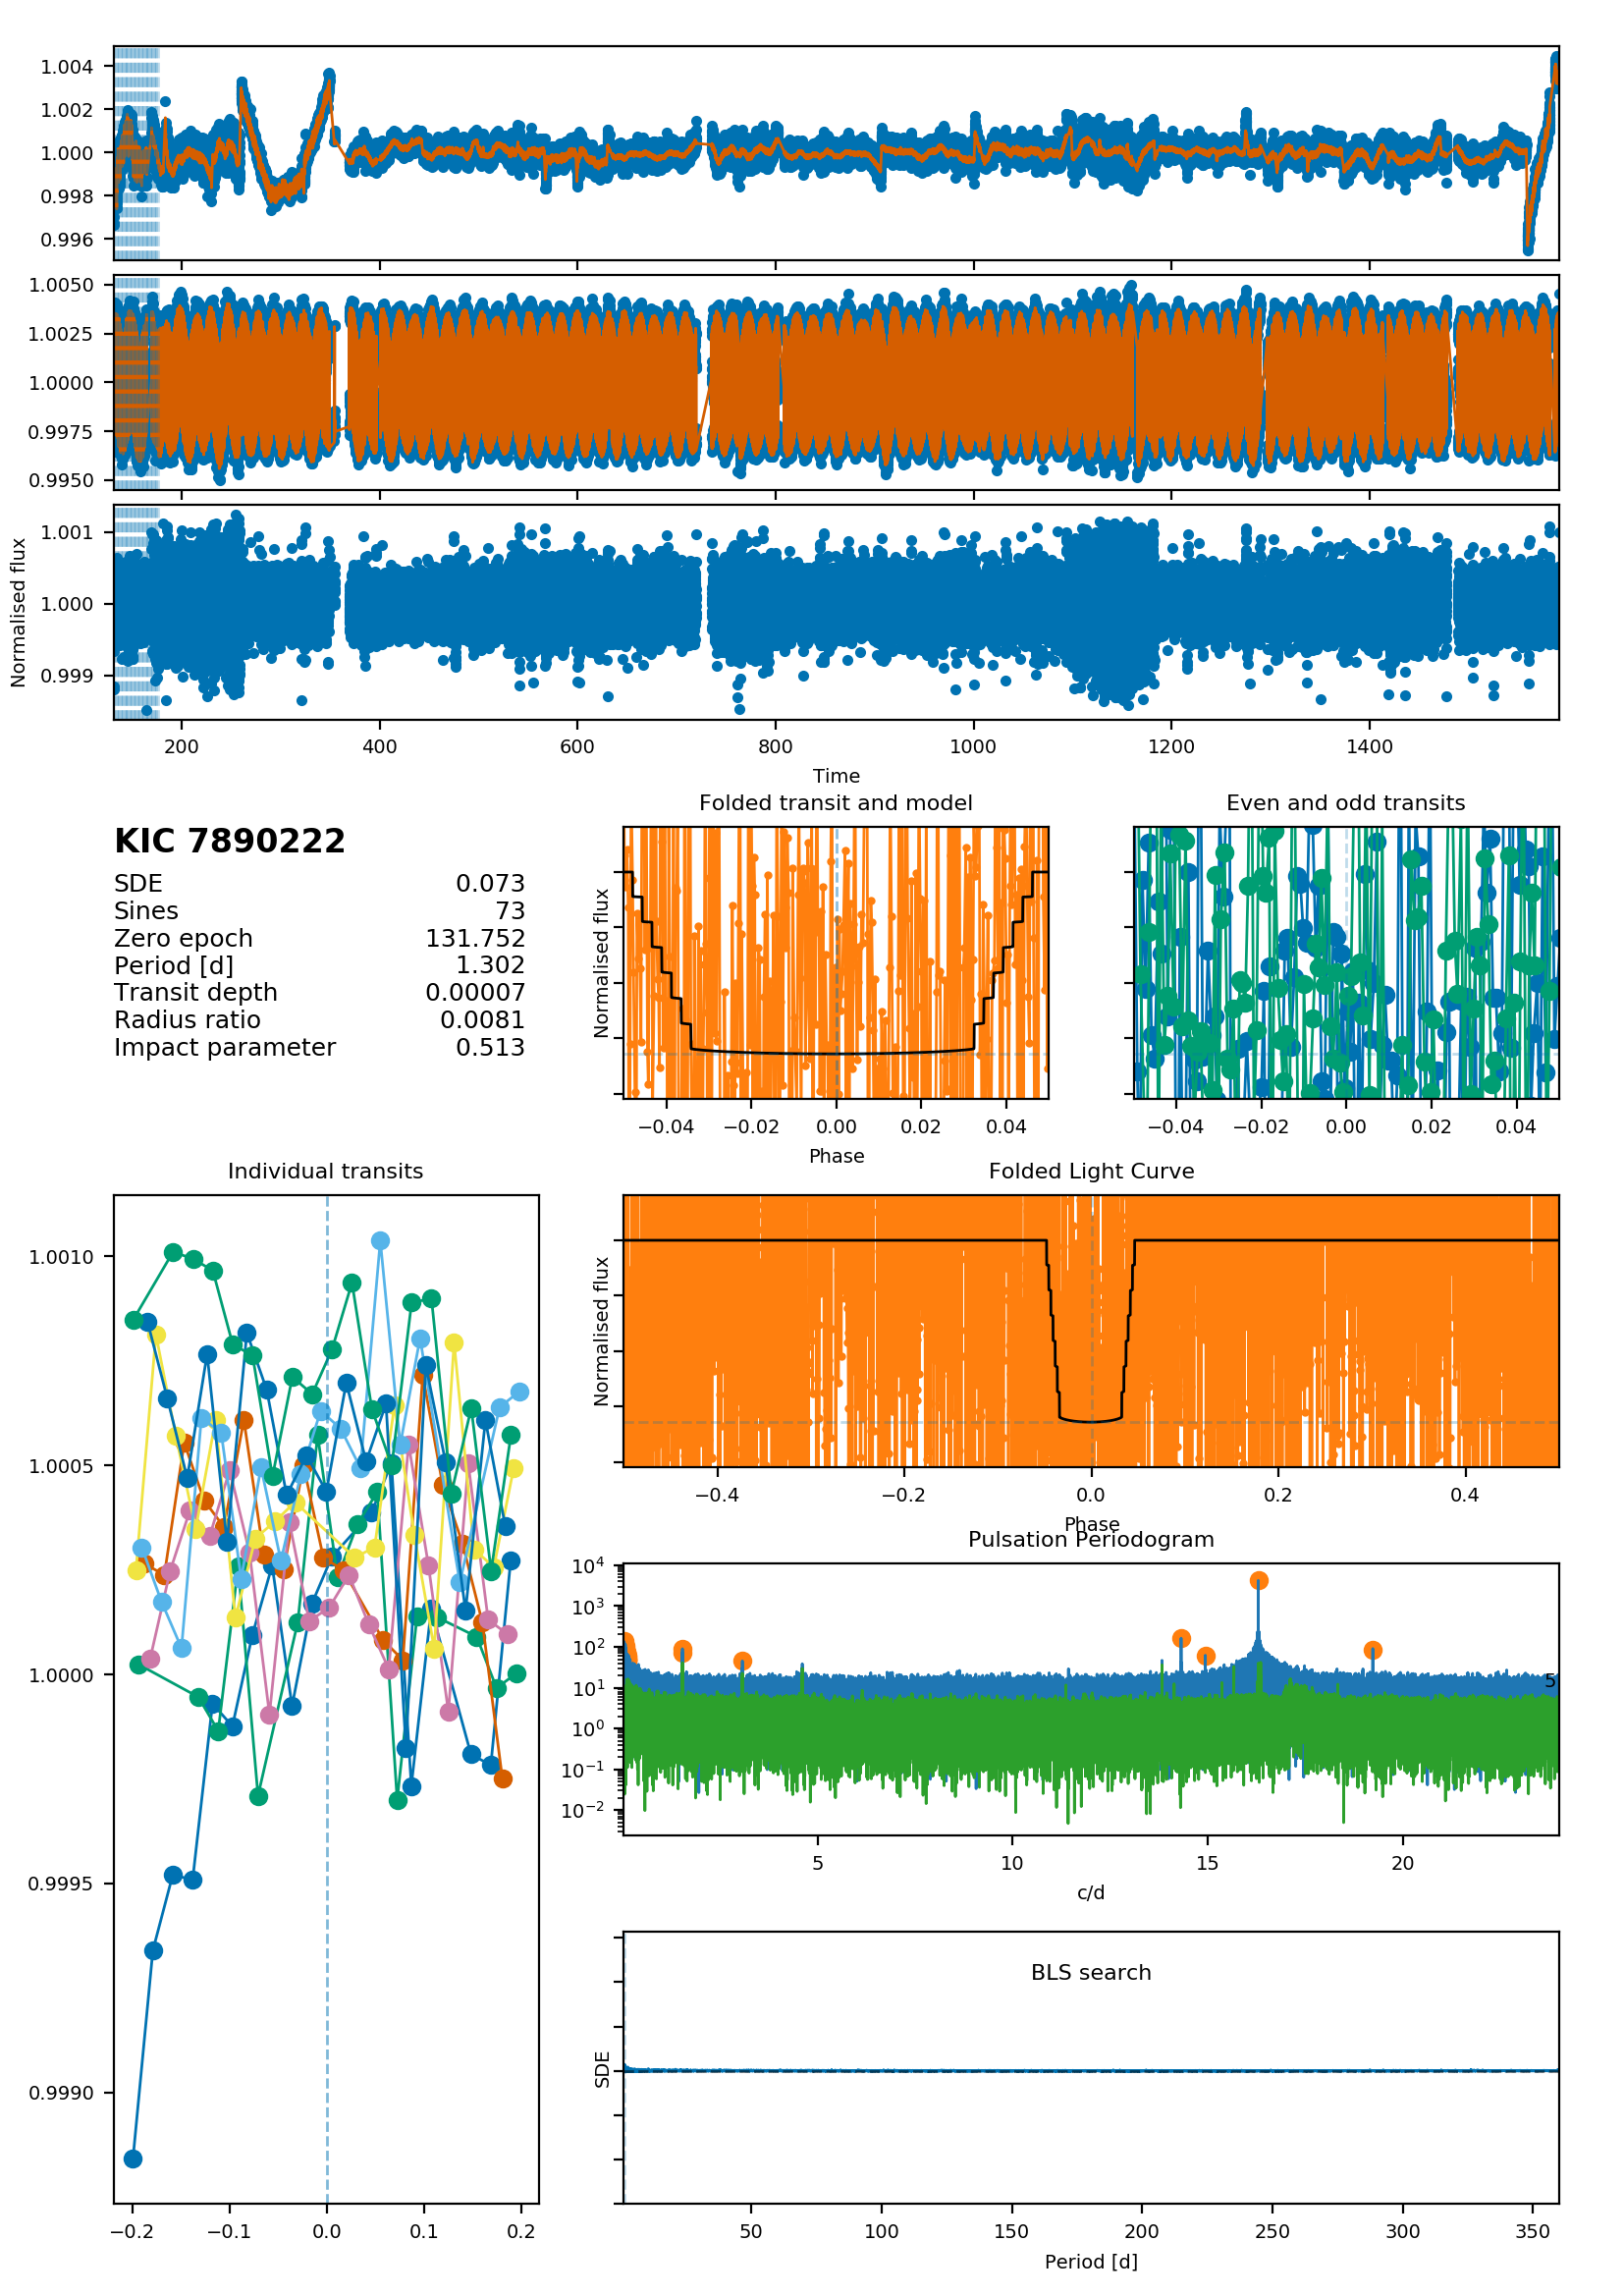 1.004
1.002
1.000
0.998
0.996
1.0050
1.0025
1.0000
0.9975
0.9950
1.001
1.000
0.999
Normalised flux
200 400 600 800 1000 1200 1400
Time
KIC 7890222
SDE 0.073
Sines 73
Zero epoch 131.752
Period [d] 1.302
Transit depth 0.00007
Radius ratio 0.0081
Impact parameter 0.513
Folded transit and model
Normalised flux
−0.04 −0.02 0.00 0.02 0.04
Phase
Even and odd transits
−0.04 −0.02 0.00 0.02 0.04
Individual transits
1.0010
1.0005
1.0000
0.9995
0.9990
−0.2 −0.1 0.0 0.1 0.2
Folded Light Curve
Normalised flux
−0.4 −0.2 0.0 0.2 0.4
Phase
Pulsation Periodogram
10^4
10^3
10^2
10^1
10^0
10^−1
10^−2
5
5 10 15 20
c/d
BLS search
SDE
50 100 150 200 250 300 350
Period [d]